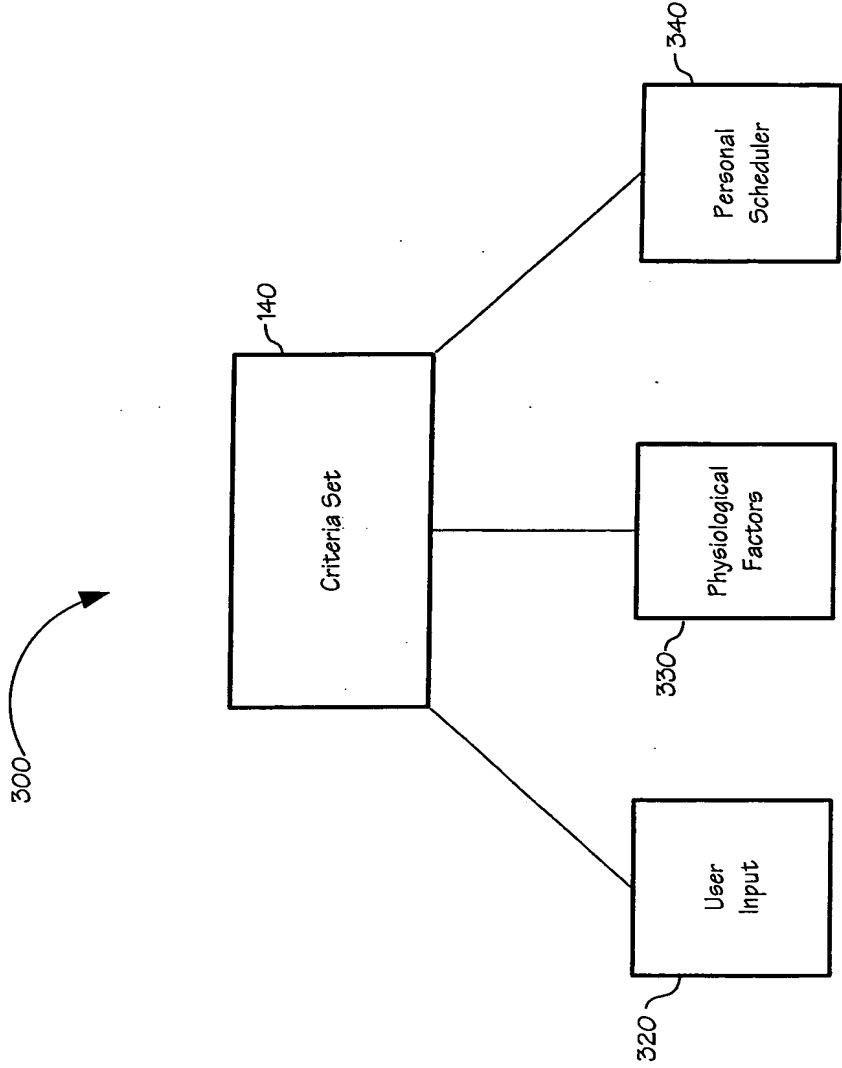 300
140
Criteria Set
320
User
Input
330
Physiological
Factors
340
Personal
Scheduler